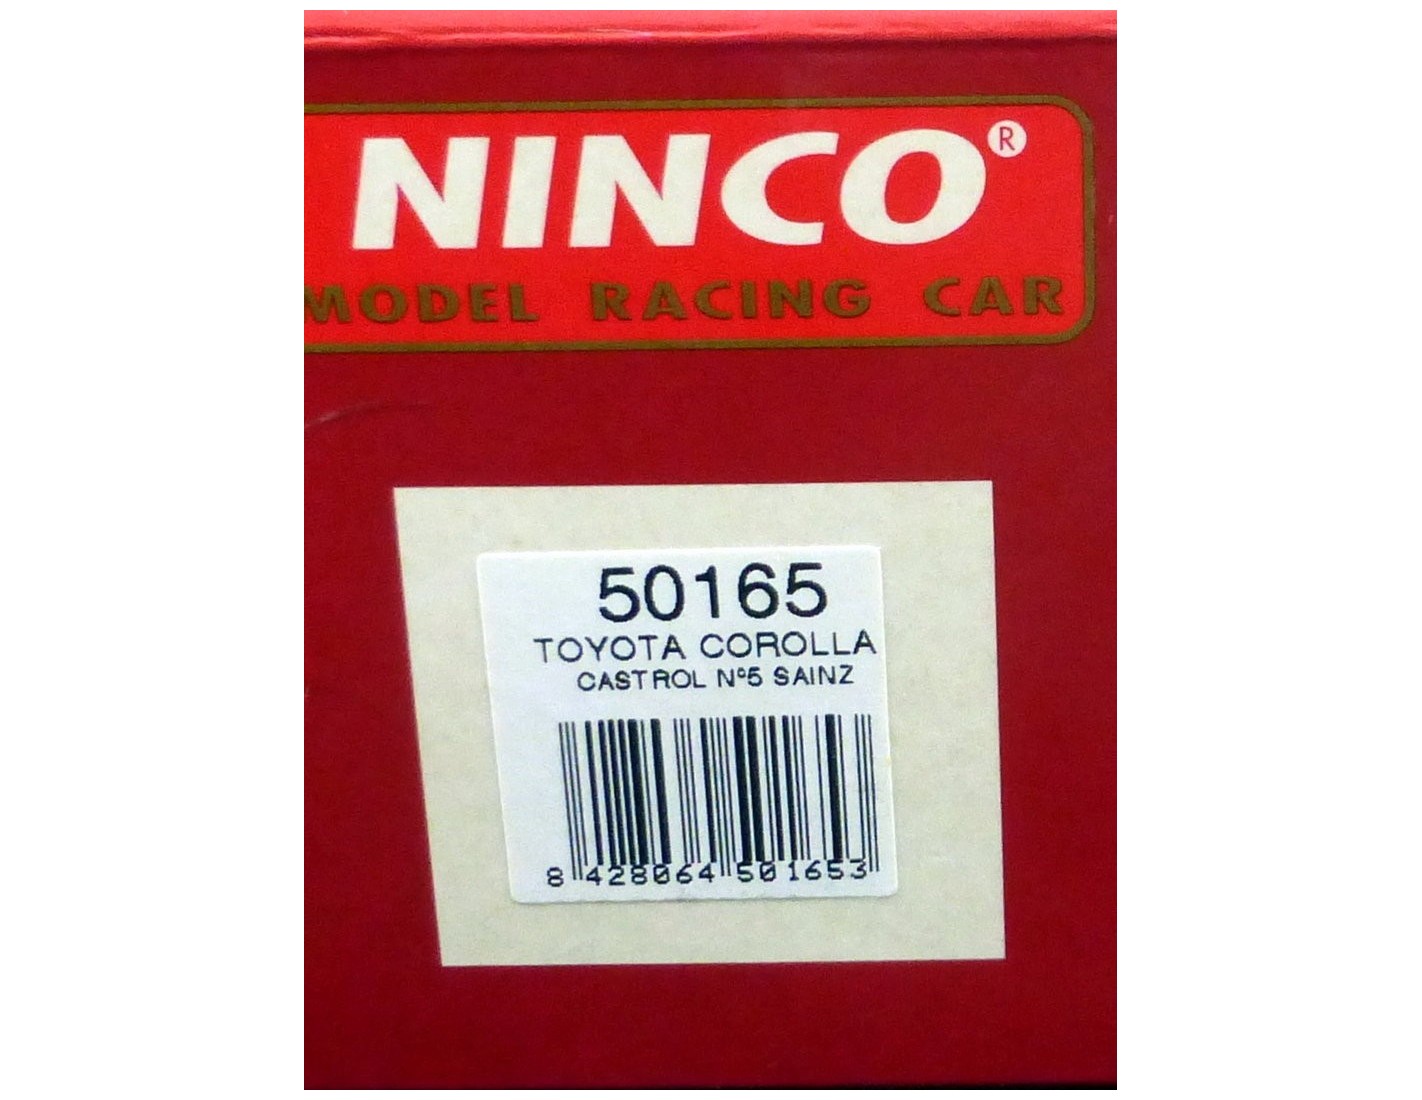 NINCO®
MODEL RACING CAR
50165
TOYOTA COROLLA
CASTROL Nº5 SAINZ
8 428064 501653